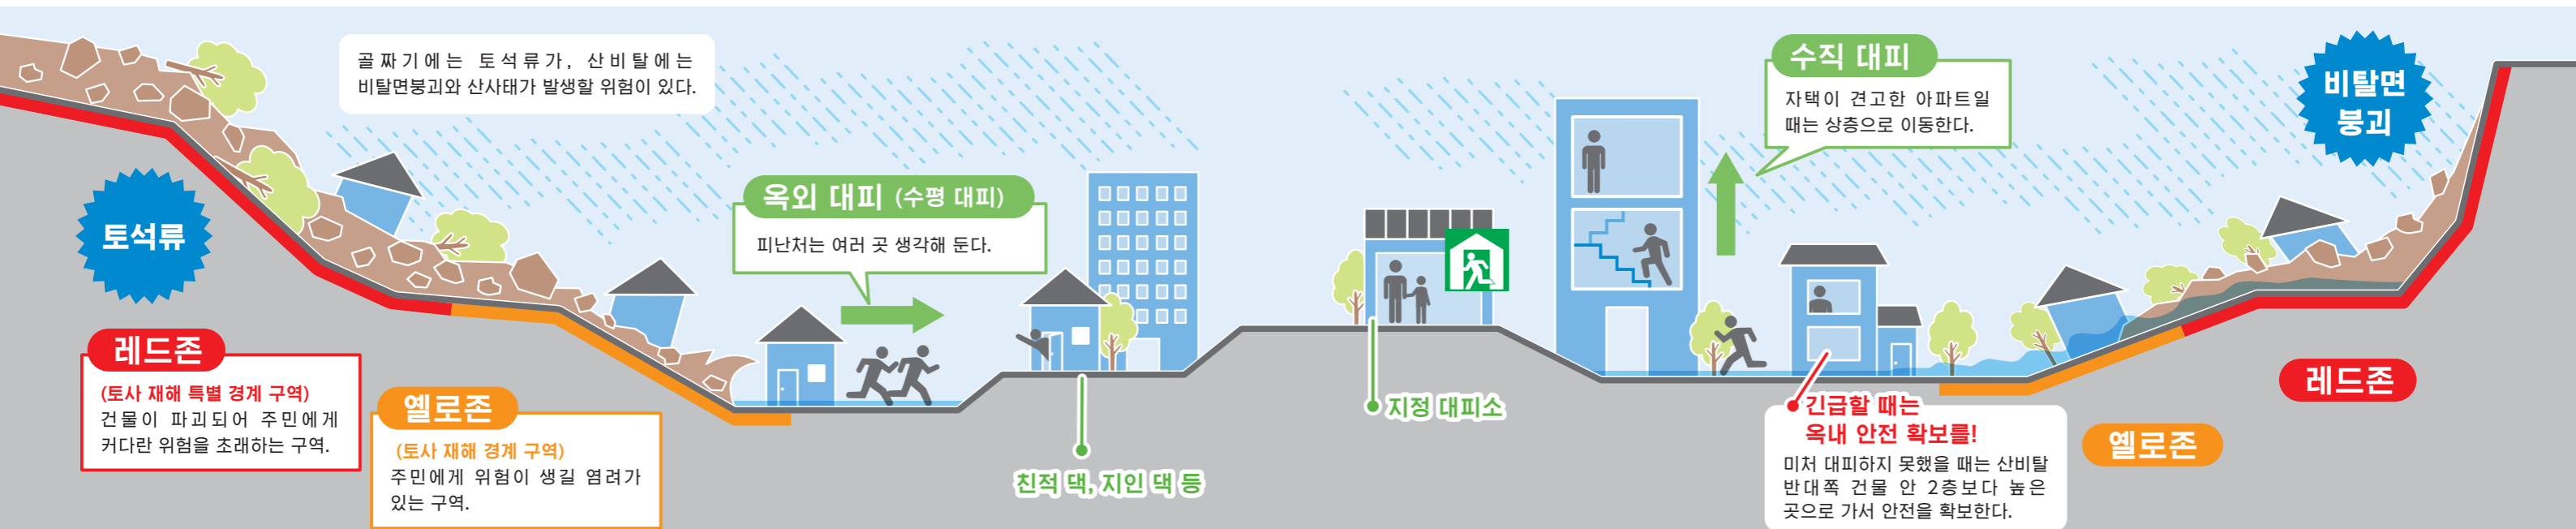 골짜기에는 토석류가, 산비탈에는
비탈면붕괴와 산사태가 발생할 위험이 있다.
토석류
레드존
(토사 재해 특별 경계 구역)
건물이 파괴되어 주민에게
커다란 위험을 초래하는 구역.
옐로존
(토사 재해 경계 구역)
주민에게 위험이 생길 염려가
있는 구역.
옥외 대피 (수평 대피)
피난처는 여러 곳 생각해 둔다.
친적 댁, 지인 댁 등
지정 대피소
수직 대피
자택이 견고한 아파트일
때는 상층으로 이동한다.
긴급할 때는
옥내 안전 확보를!
미처 대피하지 못했을 때는 산비탈
반대쪽 건물 안 2층보다 높은
곳으로 가서 안전을 확보한다.
비탈면
붕괴
레드존
옐로존